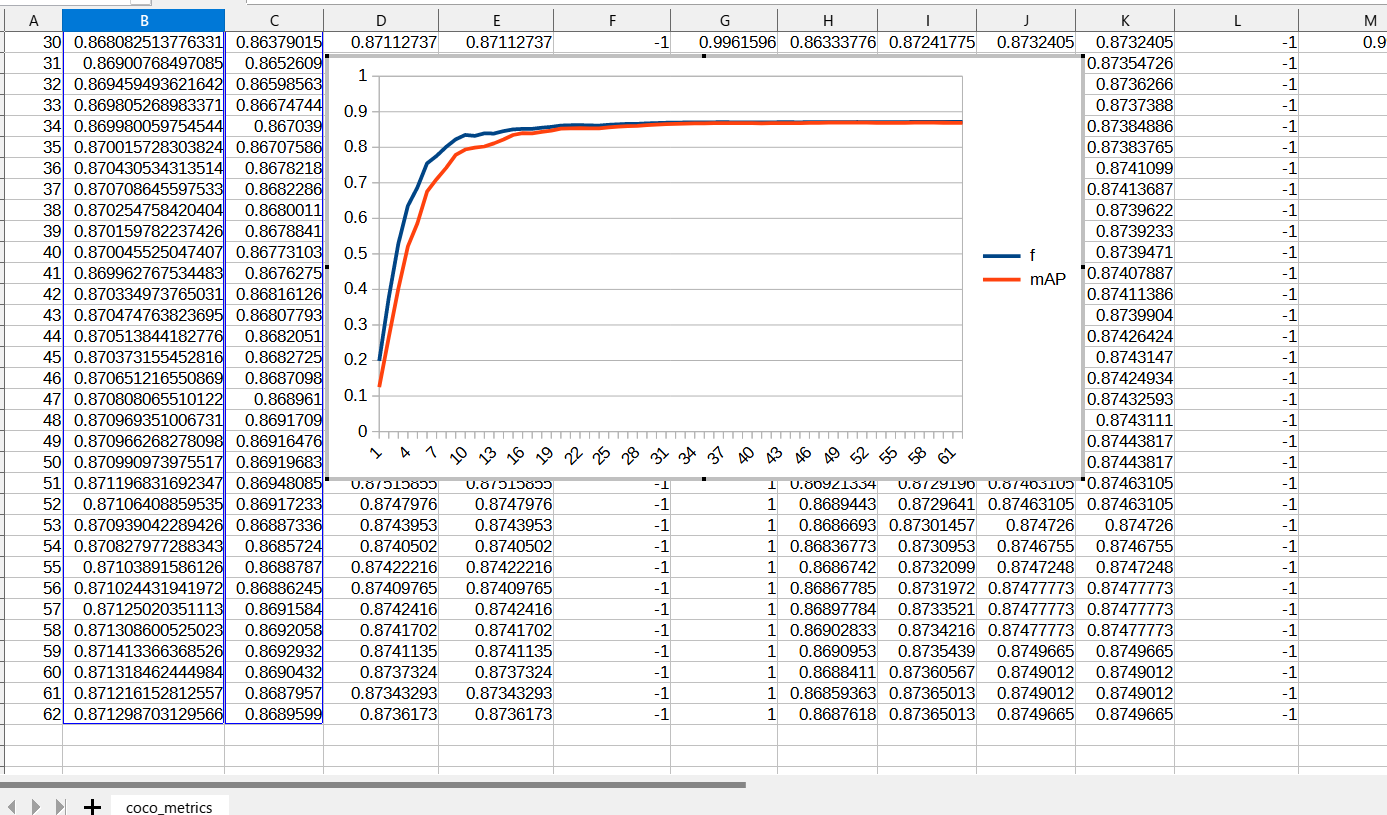 A B C D E F G H I J K L M
30 0.868082513776331 0.86379015 0.87112737 0.87112737 -1 0.9961596 0.86333776 0.87241775 0.8732405 0.8732405 -1 0.9
31 0.86900768497085 0.8652609 0.87354726 -1
32 0.869459493621642 0.86598563 0.8736266 -1
33 0.869805268983371 0.86674744 0.8737388 -1
34 0.869980059754544 0.867039 0.87384886 -1
35 0.870015728303824 0.86707586 0.87383765 -1
36 0.870430534313514 0.8678218 0.8741099 -1
37 0.870708645597533 0.8682286 0.87413687 -1
38 0.870254758420404 0.8680011 0.8739622 -1
39 0.870159782237426 0.8678841 0.8739233 -1
40 0.870045525047407 0.86773103 0.8739471 -1
41 0.869962767534483 0.8676275 0.87407887 -1
42 0.870334973765031 0.86816126 0.87411386 -1
43 0.870474763823695 0.86807793 0.8739904 -1
44 0.870513844182776 0.8682051 0.87426424 -1
45 0.870373155452816 0.8682725 0.8743147 -1
46 0.870651216550869 0.8687098 0.87424934 -1
47 0.870808065510122 0.868961 0.87432593 -1
48 0.870969351006731 0.8691709 0.8743111 -1
49 0.870966268278098 0.86916476 0.87443817 -1
50 0.870990973975517 0.86919683 0.87443817 -1
51 0.871196831692347 0.86948085 0.87515855 0.87515855 -1 1 0.86921334 0.8729196 0.87463105 0.87463105 -1
52 0.87106408859535 0.86917233 0.8747976 0.8747976 -1 1 0.8689443 0.8729641 0.87463105 0.87463105 -1
53 0.870939042289426 0.86887336 0.8743953 0.8743953 -1 1 0.8686693 0.87301457 0.874726 0.874726 -1
54 0.870827977288343 0.8685724 0.8740502 0.8740502 -1 1 0.86836773 0.8730953 0.8746755 0.8746755 -1
55 0.87103891586126 0.8688787 0.87422216 0.87422216 -1 1 0.8686742 0.8732099 0.8747248 0.8747248 -1
56 0.871024431941972 0.86886245 0.87409765 0.87409765 -1 1 0.86867785 0.8731972 0.87477773 0.87477773 -1
57 0.87125020351113 0.8691584 0.8742416 0.8742416 -1 1 0.86897784 0.8733521 0.87477773 0.87477773 -1
58 0.871308600525023 0.8692058 0.8741702 0.8741702 -1 1 0.86902833 0.8734216 0.87477773 0.87477773 -1
59 0.871413366368526 0.8692932 0.8741135 0.8741135 -1 1 0.8690953 0.8735439 0.8749665 0.8749665 -1
60 0.871318462444984 0.8690432 0.8737324 0.8737324 -1 1 0.8688411 0.87360567 0.8749012 0.8749012 -1
61 0.871216152812557 0.8687957 0.87343293 0.87343293 -1 1 0.86859363 0.87365013 0.8749012 0.8749012 -1
62 0.871298703129566 0.8689599 0.8736173 0.8736173 -1 1 0.8687618 0.87365013 0.8749665 0.8749665 -1
1
0.9
0.8
0.7
0.6
0.5
0.4
0.3
0.2
0.1
0
1 4 7 10 13 16 19 22 25 28 31 34 37 40 43 46 49 52 55 58 61
f
mAP
coco_metrics